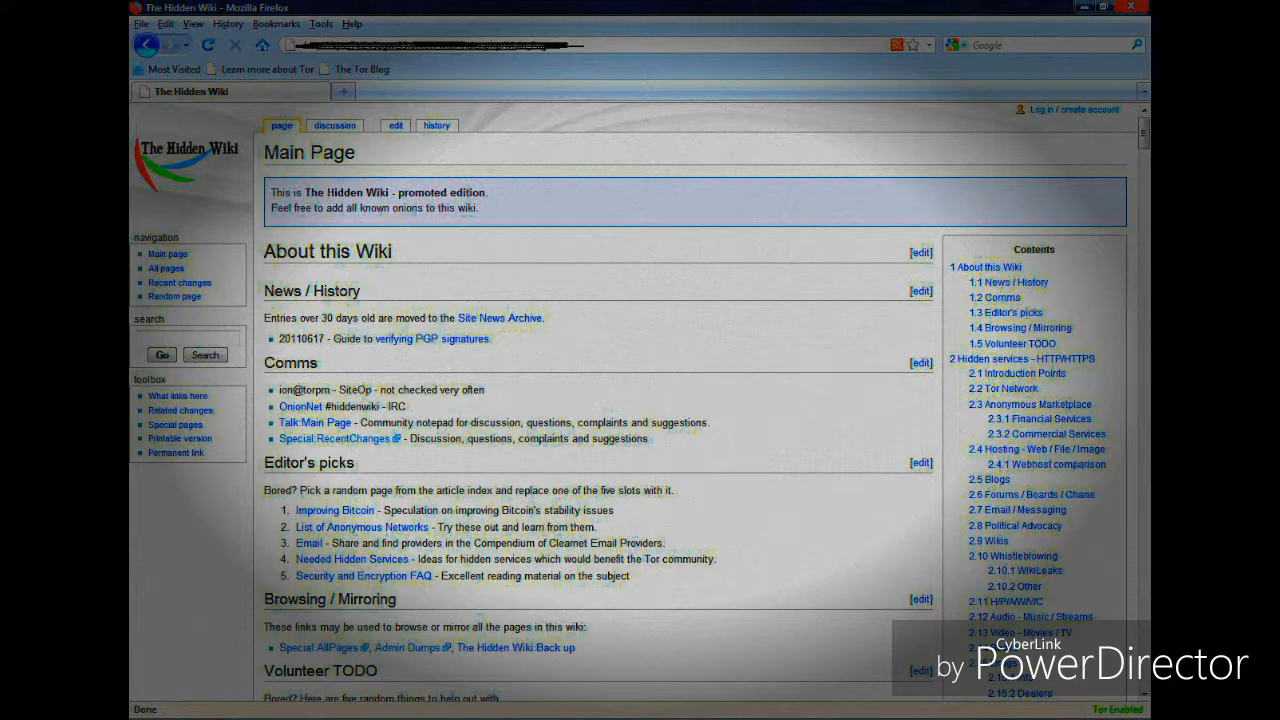 The Hidden Wiki - Mozilla Firefox
File Edit View History Bookmarks Tools Help
Google
Most Visited Learn more about Tor The Tor Blog
The Hidden Wiki
Log in / create account
page discussion edit history
The Hidden Wiki
Main Page
This is The Hidden Wiki - promoted edition.
Feel free to add all known onions to this wiki.
navigation
Main page
All pages
Recent changes
Random page
search
Go Search
toolbox
What links here
Related changes
Special pages
Printable version
Permanent link
About this Wiki [edit]
News / History [edit]
Entries over 30 days old are moved to the Site News Archive.
20110617 - Guide to verifying PGP signatures.
Comms [edit]
ion@torpm - SiteOp - not checked very often
OnionNet #hiddenwiki - IRC
Talk:Main Page - Community notepad for discussion, questions, complaints and suggestions.
Special:RecentChanges - Discussion, questions, complaints and suggestions
Editor's picks [edit]
Bored? Pick a random page from the article index and replace one of the five slots with it.
1. Improving Bitcoin - Speculation on improving Bitcoin's stability issues
2. List of Anonymous Networks - Try these out and learn from them.
3. Email - Share and find providers in the Compendium of Clearnet Email Providers.
4. Needed Hidden Services - Ideas for hidden services which would benefit the Tor community.
5. Security and Encryption FAQ - Excellent reading material on the subject
Browsing / Mirroring [edit]
These links may be used to browse or mirror all the pages in this wiki:
Special:AllPages, Admin Dumps, The Hidden Wiki:Back up
Volunteer TODO [edit]
Bored? Here are five random things to help out with.
Contents
1 About this Wiki
1.1 News / History
1.2 Comms
1.3 Editor's picks
1.4 Browsing / Mirroring
1.5 Volunteer TODO
2 Hidden services - HTTP/HTTPS
2.1 Introduction Points
2.2 Tor Network
2.3 Anonymous Marketplace
2.3.1 Financial Services
2.3.2 Commercial Services
2.4 Hosting - Web / File / Image
2.4.1 Webhost comparison
2.5 Blogs
2.6 Forums / Boards / Chans
2.7 Email / Messaging
2.8 Political Advocacy
2.9 Wikis
2.10 Whistleblowing
2.10.1 WikiLeaks
2.10.2 Other
2.11 H/P/A/W/V/C
2.12 Audio - Music / Streams
2.13 Video - Movies / TV
2.15.2 Dealers
CyberLink
by PowerDirector
Done
Tor Enabled